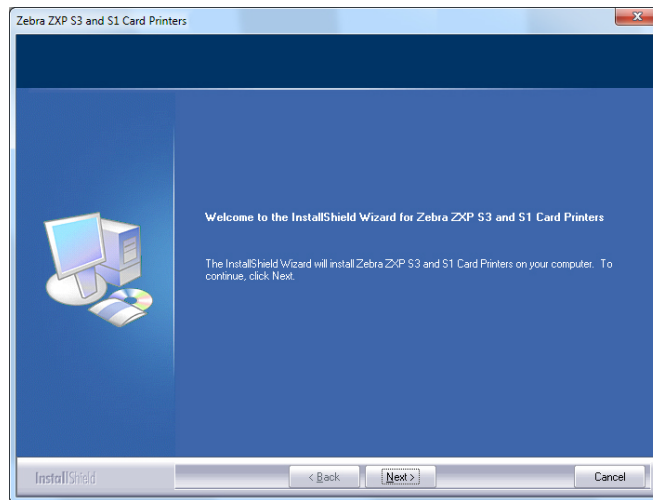 Zebra ZXP S3 and S1 Card Printers
Welcome to the InstallShield Wizard for Zebra ZXP S3 and S1 Card Printers
The InstallShield Wizard will install Zebra ZXP S3 and S1 Card Printers on your computer. To
continue, click Next.
InstallShield
< Back
Next >
Cancel